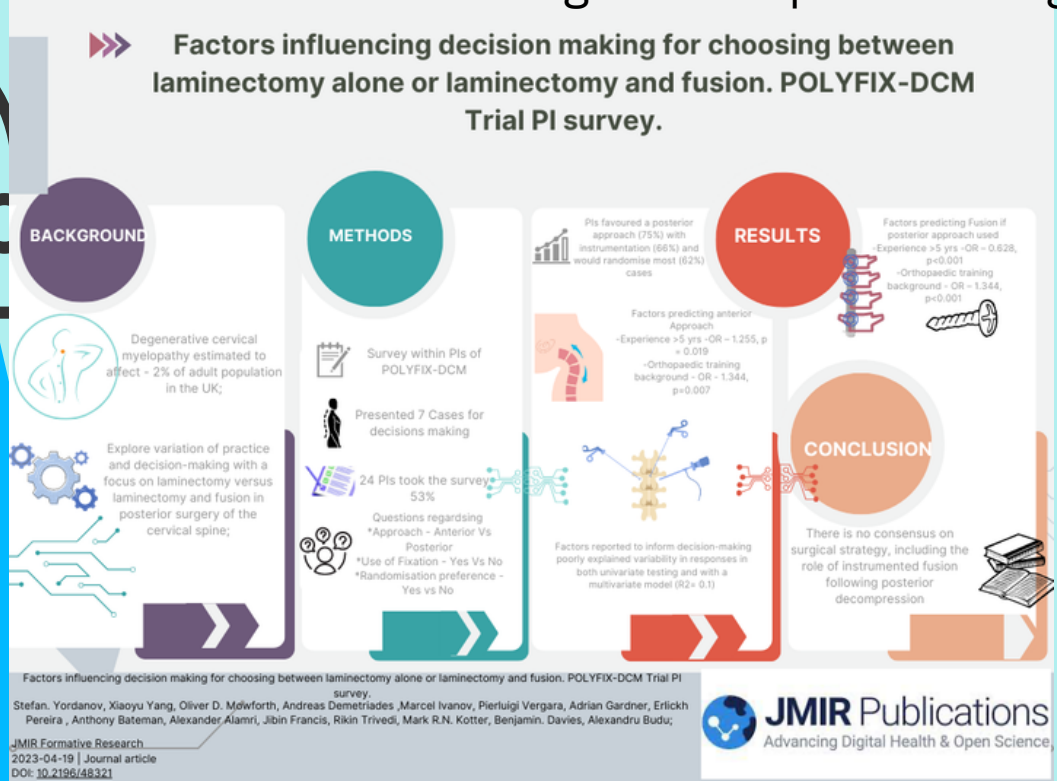 Factors influencing decision making for choosing between
laminectomy alone or laminectomy and fusion. POLYFIX-DCM
Trial PI survey.
BACKGROUND
Degenerative cervical
myelopathy estimated to
affect - 2% of adult population
in the UK;
Explore variation of practice
and decision-making with a
focus on laminectomy versus
laminectomy and fusion in
posterior surgery of the
cervical spine;
METHODS
Survey within PIs of
POLYFIX-DCM
Presented 7 Cases for
decisions making
24 PIs took the survey
53%
Questions regardsing
*Approach - Anterior Vs
Posterior
*Use of Fixation - Yes Vs No
*Randomisation preference -
Yes vs No
RESULTS
PIs favoured a posterior
approach (75%) with
instrumentation (66%) and
would randomise most (62%)
cases
Factors predicting anterior
Approach
-Experience >5 yrs -OR – 1.255, p
= 0.019
-Orthopaedic training
background - OR - 1.344,
p=0.007
Factors reported to inform decision-making
poorly explained variability in responses in
both univariate testing and with a
multivariate model (R2= 0.1)
Factors predicting Fusion if
posterior approach used
-Experience >5 yrs -OR – 0.628,
p<0.001
-Orthopaedic training
background - OR – 1.344,
p<0.001
CONCLUSION
There is no consensus on
surgical strategy, including the
role of instrumented fusion
following posterior
decompression
Factors influencing decision making for choosing between laminectomy alone or laminectomy and fusion. POLYFIX-DCM Trial PI
survey.
Stefan. Yordanov, Xiaoyu Yang, Oliver D. Mowforth, Andreas Demetriades ,Marcel Ivanov, Pierluigi Vergara, Adrian Gardner, Erlickh
Pereira , Anthony Bateman, Alexander Alamri, Jibin Francis, Rikin Trivedi, Mark R.N. Kotter, Benjamin. Davies, Alexandru Budu;
JMIR Formative Research
2023-04-19 | Journal article
DOI: 10.2196/48321
JMIR Publications
Advancing Digital Health & Open Science